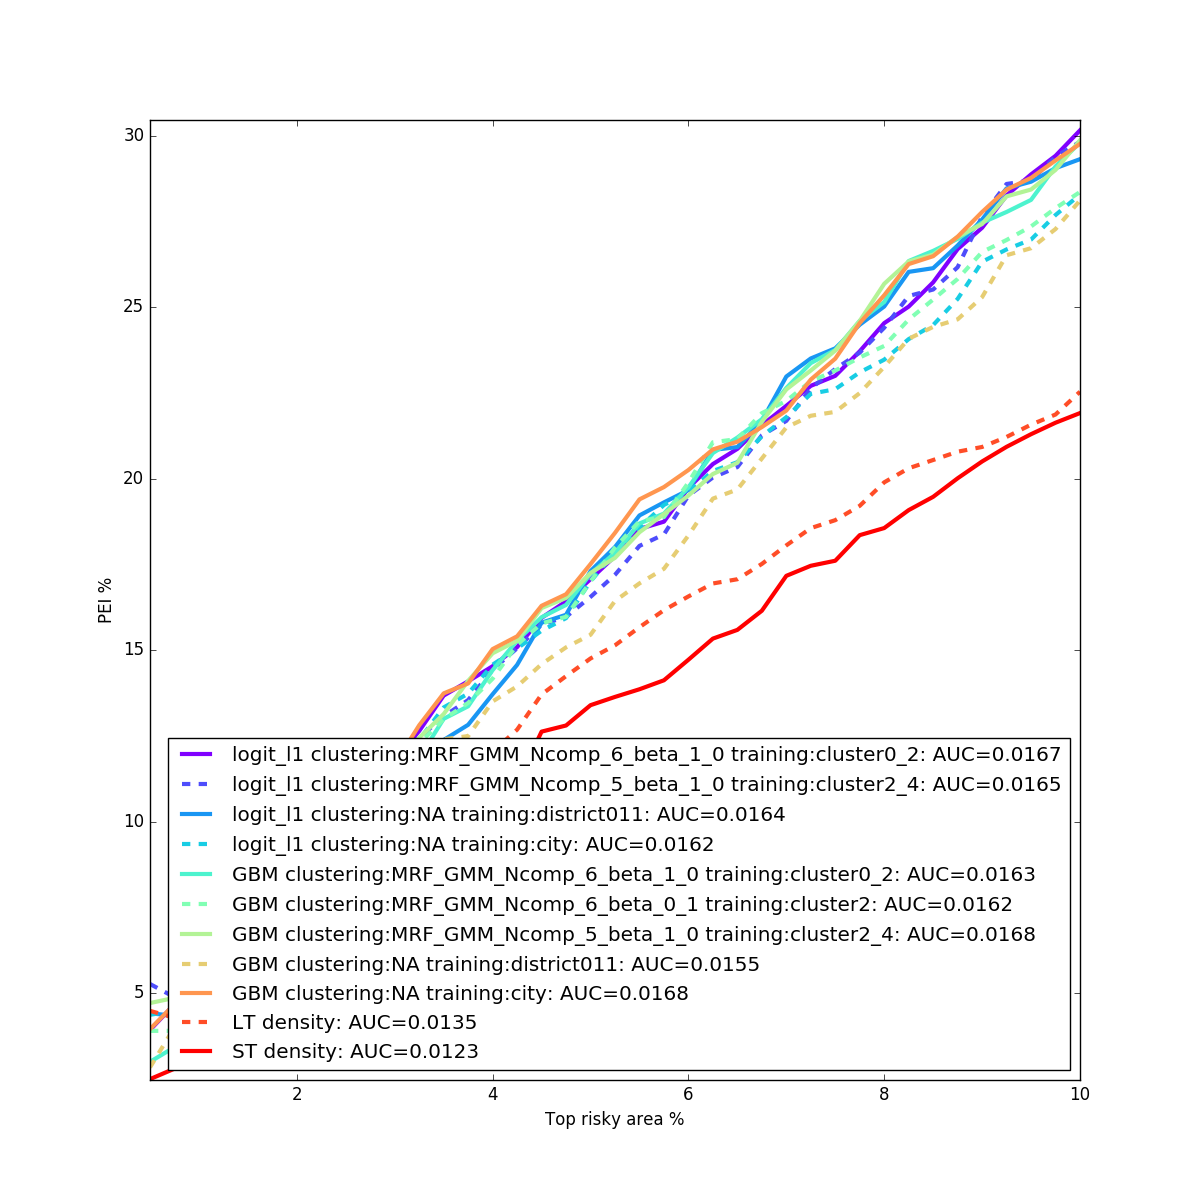 30
25
20
15
10
5
PEI %
logit_l1 clustering:MRF_GMM_Ncomp_6_beta_1_0 training:cluster0_2: AUC=0.0167
logit_l1 clustering:MRF_GMM_Ncomp_5_beta_1_0 training:cluster2_4: AUC=0.0165
logit_l1 clustering:NA training:district011: AUC=0.0164
logit_l1 clustering:NA training:city: AUC=0.0162
GBM clustering:MRF_GMM_Ncomp_6_beta_1_0 training:cluster0_2: AUC=0.0163
GBM clustering:MRF_GMM_Ncomp_6_beta_0_1 training:cluster2: AUC=0.0162
GBM clustering:MRF_GMM_Ncomp_5_beta_1_0 training:cluster2_4: AUC=0.0168
GBM clustering:NA training:district011: AUC=0.0155
GBM clustering:NA training:city: AUC=0.0168
LT density: AUC=0.0135
ST density: AUC=0.0123
2 4 6 8 10
Top risky area %